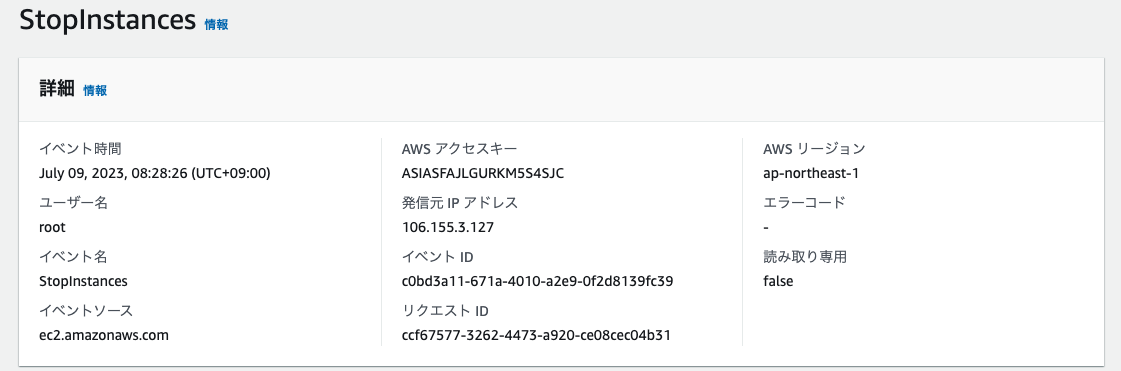 StopInstances 情報
詳細 情報
イベント時間
July 09, 2023, 08:28:26 (UTC+09:00)
ユーザー名
root
イベント名
StopInstances
イベントソース
ec2.amazonaws.com
AWS アクセスキー
ASIASFAJLGURKM5S4SJC
発信元 IP アドレス
106.155.3.127
イベント ID
c0bd3a11-671a-4010-a2e9-0f2d8139fc39
リクエスト ID
ccf67577-3262-4473-a920-ce08cec04b31
AWS リージョン
ap-northeast-1
エラーコード
-
読み取り専用
false